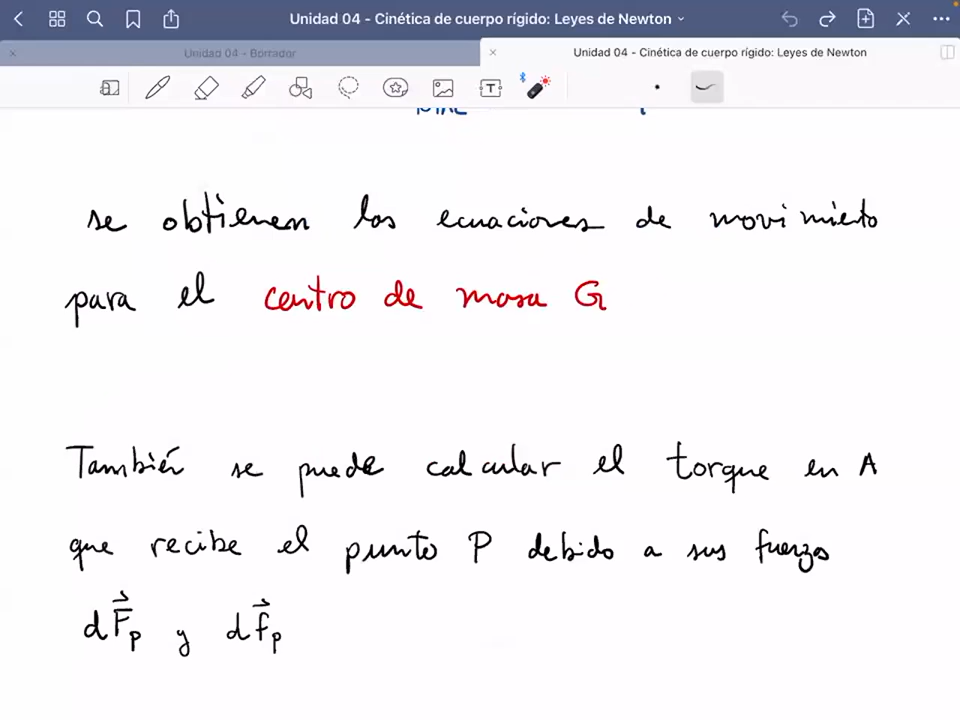 Unidad 04 - Cinética de cuerpo rígido: Leyes de Newton
Unidad 04 - Borrador
Unidad 04 - Cinética de cuerpo rígido: Leyes de Newton
se obtienen las ecuaciones de movimiento
para el centro de masa G
También se puede calcular el torque en A
que recibe el punto P debido a sus fuerzas
d\vec{F}_p y d\vec{f}_p